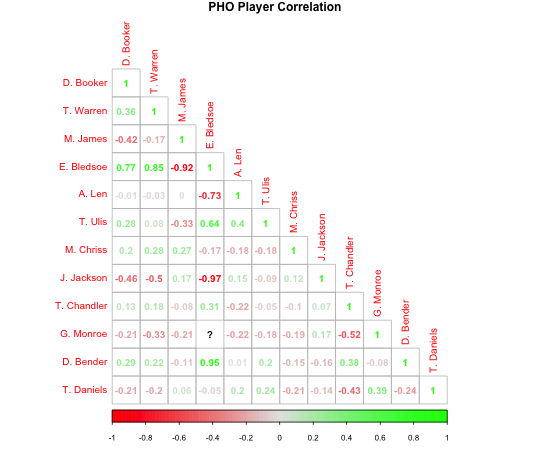 PHO Player Correlation
D. Booker
T. Warren
M. James
E. Bledsoe
A. Len
T. Ulis
M. Chriss
J. Jackson
T. Chandler
G. Monroe
D. Bender
T. Daniels
D. Booker 1
T. Warren 0.36 1
M. James -0.42 -0.17 1
E. Bledsoe 0.77 0.85 -0.92 1
A. Len -0.01 -0.03 0 -0.73 1
T. Ulis 0.28 0.08 -0.33 0.64 0.4 1
M. Chriss 0.2 0.28 0.27 -0.17 -0.18 -0.18 1
J. Jackson -0.46 -0.5 0.17 -0.97 0.15 -0.09 0.12 1
T. Chandler 0.13 0.18 -0.08 0.31 -0.22 -0.05 -0.1 0.07 1
G. Monroe -0.21 -0.33 -0.21 ? -0.22 -0.18 -0.19 0.17 -0.52 1
D. Bender 0.29 0.22 -0.11 0.95 0.01 0.2 -0.15 -0.16 0.38 -0.08 1
T. Daniels -0.21 -0.2 0.06 -0.05 0.2 0.24 -0.21 -0.14 -0.43 0.39 -0.24 1
-1 -0.8 -0.6 -0.4 -0.2 0 0.2 0.4 0.6 0.8 1